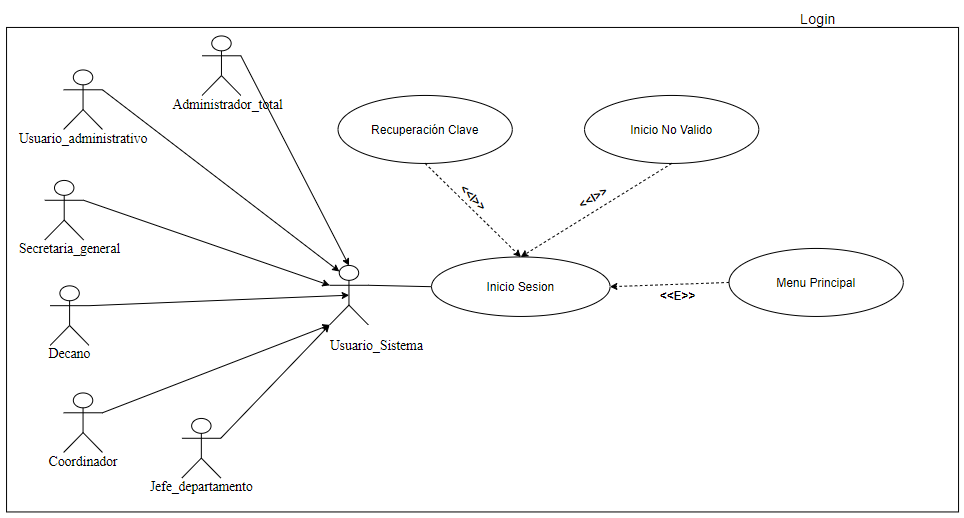 Login
Administrador_total
Usuario_administrativo
Recuperación Clave
Inicio No Valido
<<I>>
<<I>>
Secretaria_general
Inicio Sesion
Menu Principal
<<E>>
Usuario_Sistema
Decano
Coordinador
Jefe_departamento